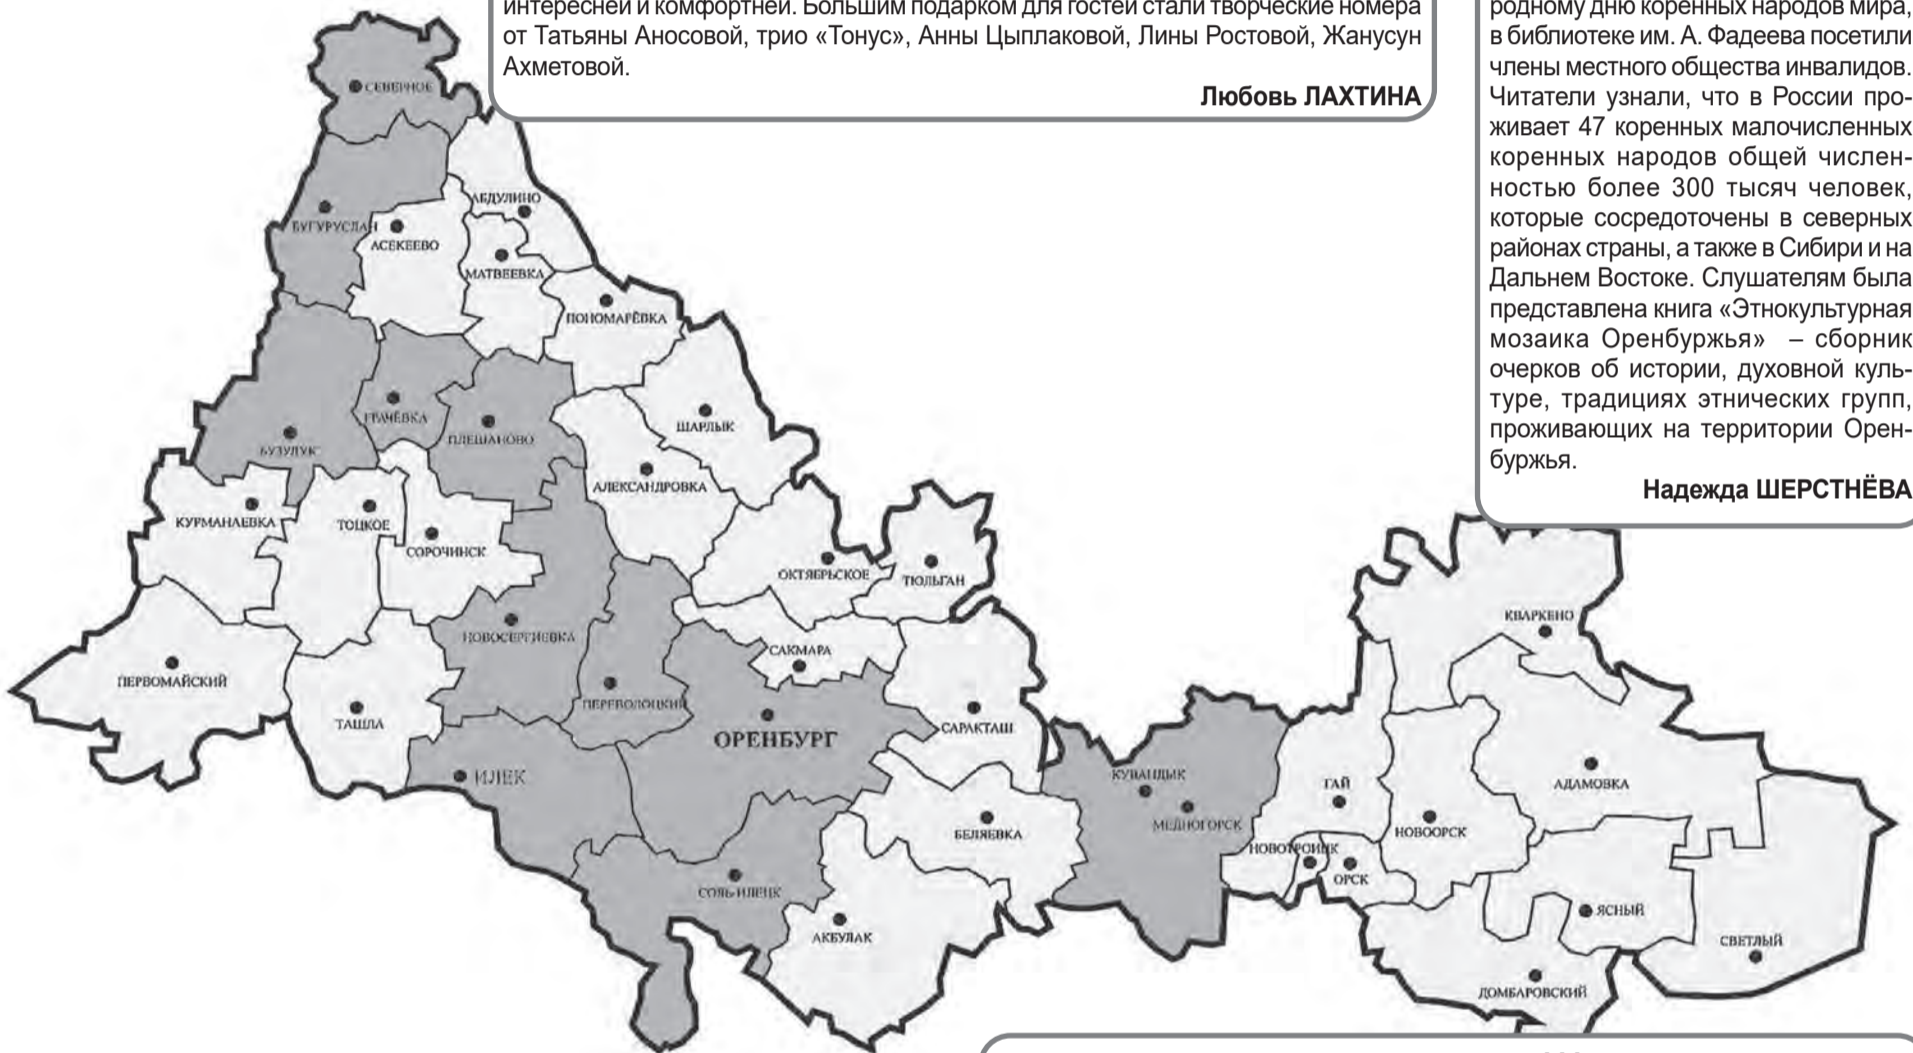 интересней и комфортней. Большим подарком для гостей стали творческие номера
от Татьяны Аносовой, трио «Тонус», Анны Цыплаковой, Лины Ростовой, Жанусун
Ахметовой.
Любовь ЛАХТИНА
родному дню коренных народов мира,
в библиотеке им. А. Фадеева посетили
члены местного общества инвалидов.
Читатели узнали, что в России про-
живает 47 коренных малочисленных
коренных народов общей числен-
ностью более 300 тысяч человек,
которые сосредоточены в северных
районах страны, а также в Сибири и на
Дальнем Востоке. Слушателям была
представлена книга «Этнокультурная
мозаика Оренбуржья» – сборник
очерков об истории, духовной куль-
туре, традициях этнических групп,
проживающих на территории Орен-
буржья.
Надежда ШЕРСТНЁВА
СЕВЕРНОЕ
АБДУЛИНО
БУГУРУСЛАН
АСЕКЕЕВО
МАТВЕЕВКА
ПОНОМАРЁВКА
ГРАЧЁВКА
ПЛЕШАНОВО
ШАРЛЫК
БУЗУЛУК
АЛЕКСАНДРОВКА
КУРМАНАЕВКА
ТОЦКОЕ
СОРОЧИНСК
ОКТЯБРЬСКОЕ
ТЮЛЬГАН
КВАРКЕНО
НОВОСЕРГИЕВКА
САКМАРА
ПЕРВОМАЙСКИЙ
ПЕРЕВОЛОЦКИЙ
ТАШЛА
ОРЕНБУРГ
САРАКТАШ
ИЛЕК
КУВАНДЫК
ГАЙ
АДАМОВКА
МЕДНОГОРСК
БЕЛЯЕВКА
НОВООРСК
НОВОТРОИЦК
ОРСК
СОЛЬ-ИЛЕЦК
ЯСНЫЙ
АКБУЛАК
СВЕТЛЫЙ
ДОМБАРОВСКИЙ